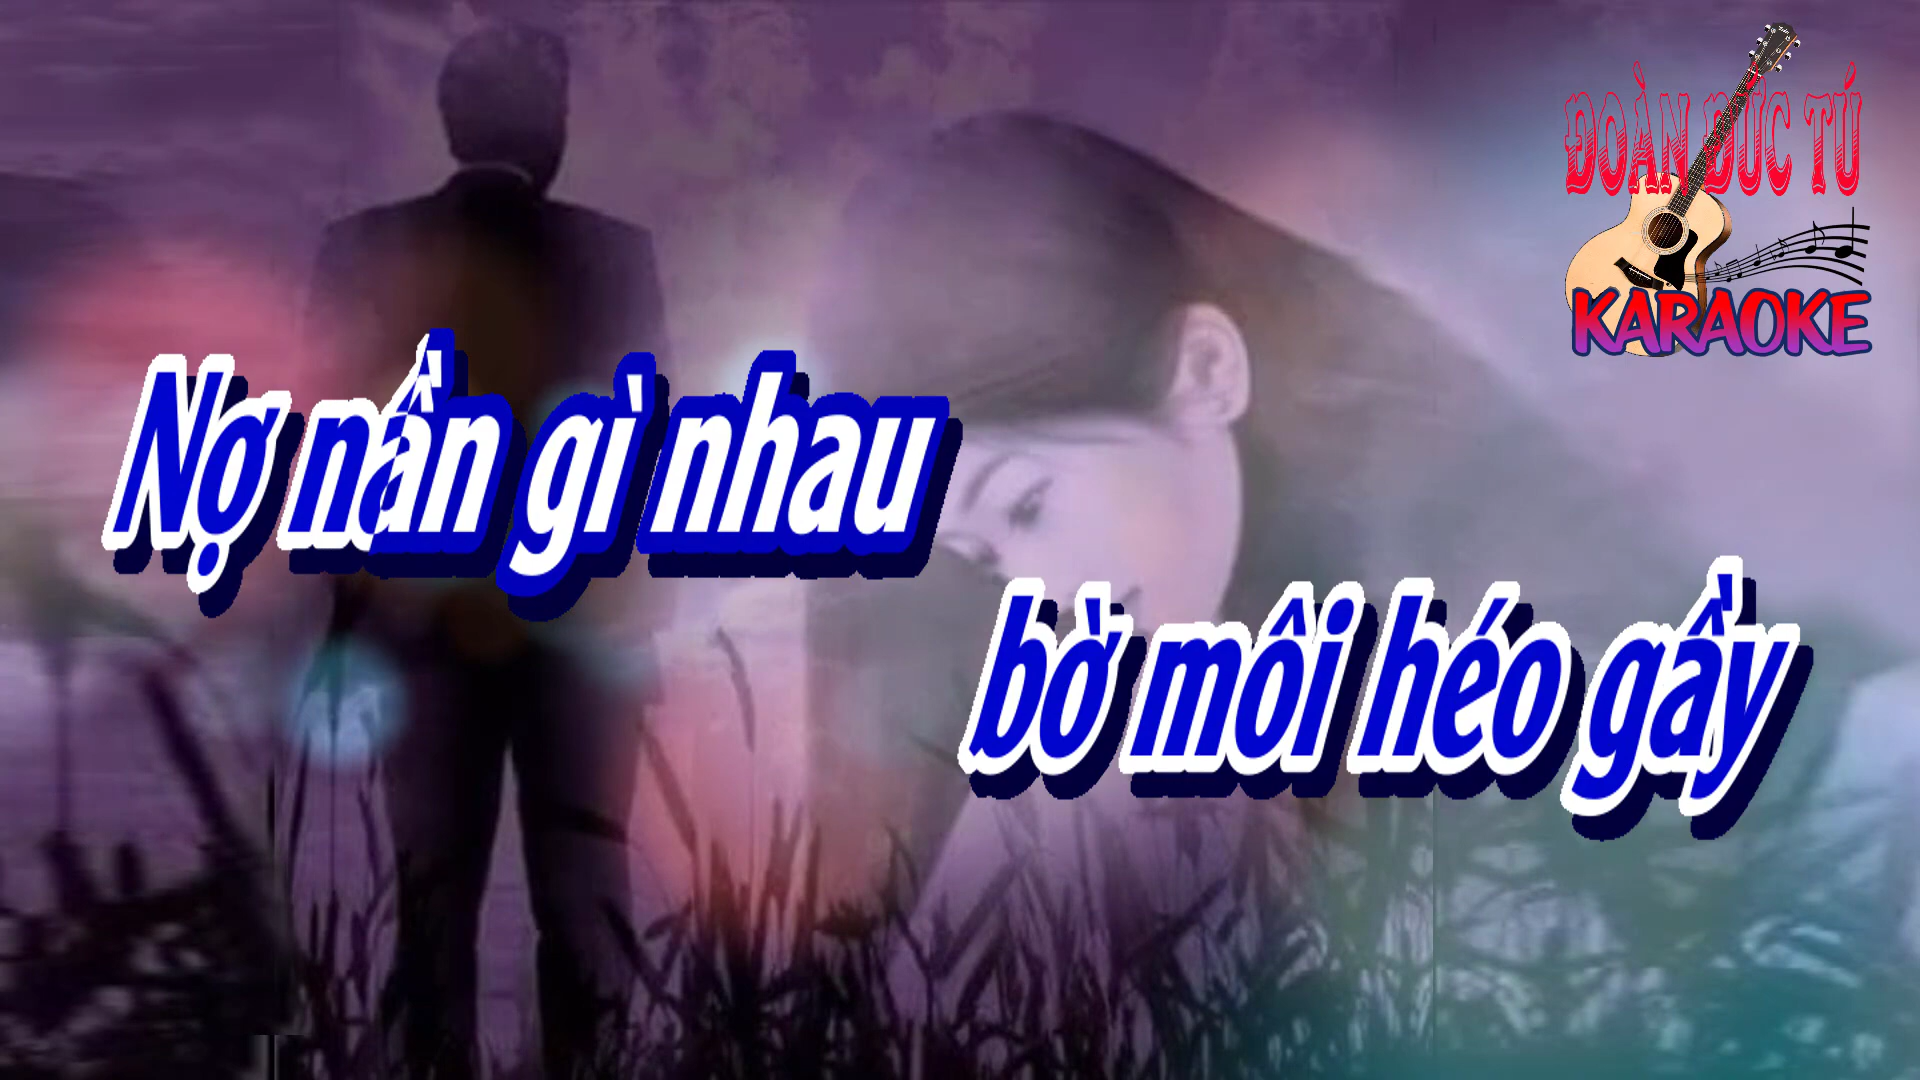 ĐOÀN ĐỨC TÚ
KARAOKE
Nợ nần gì nhau
bờ môi héo gầy